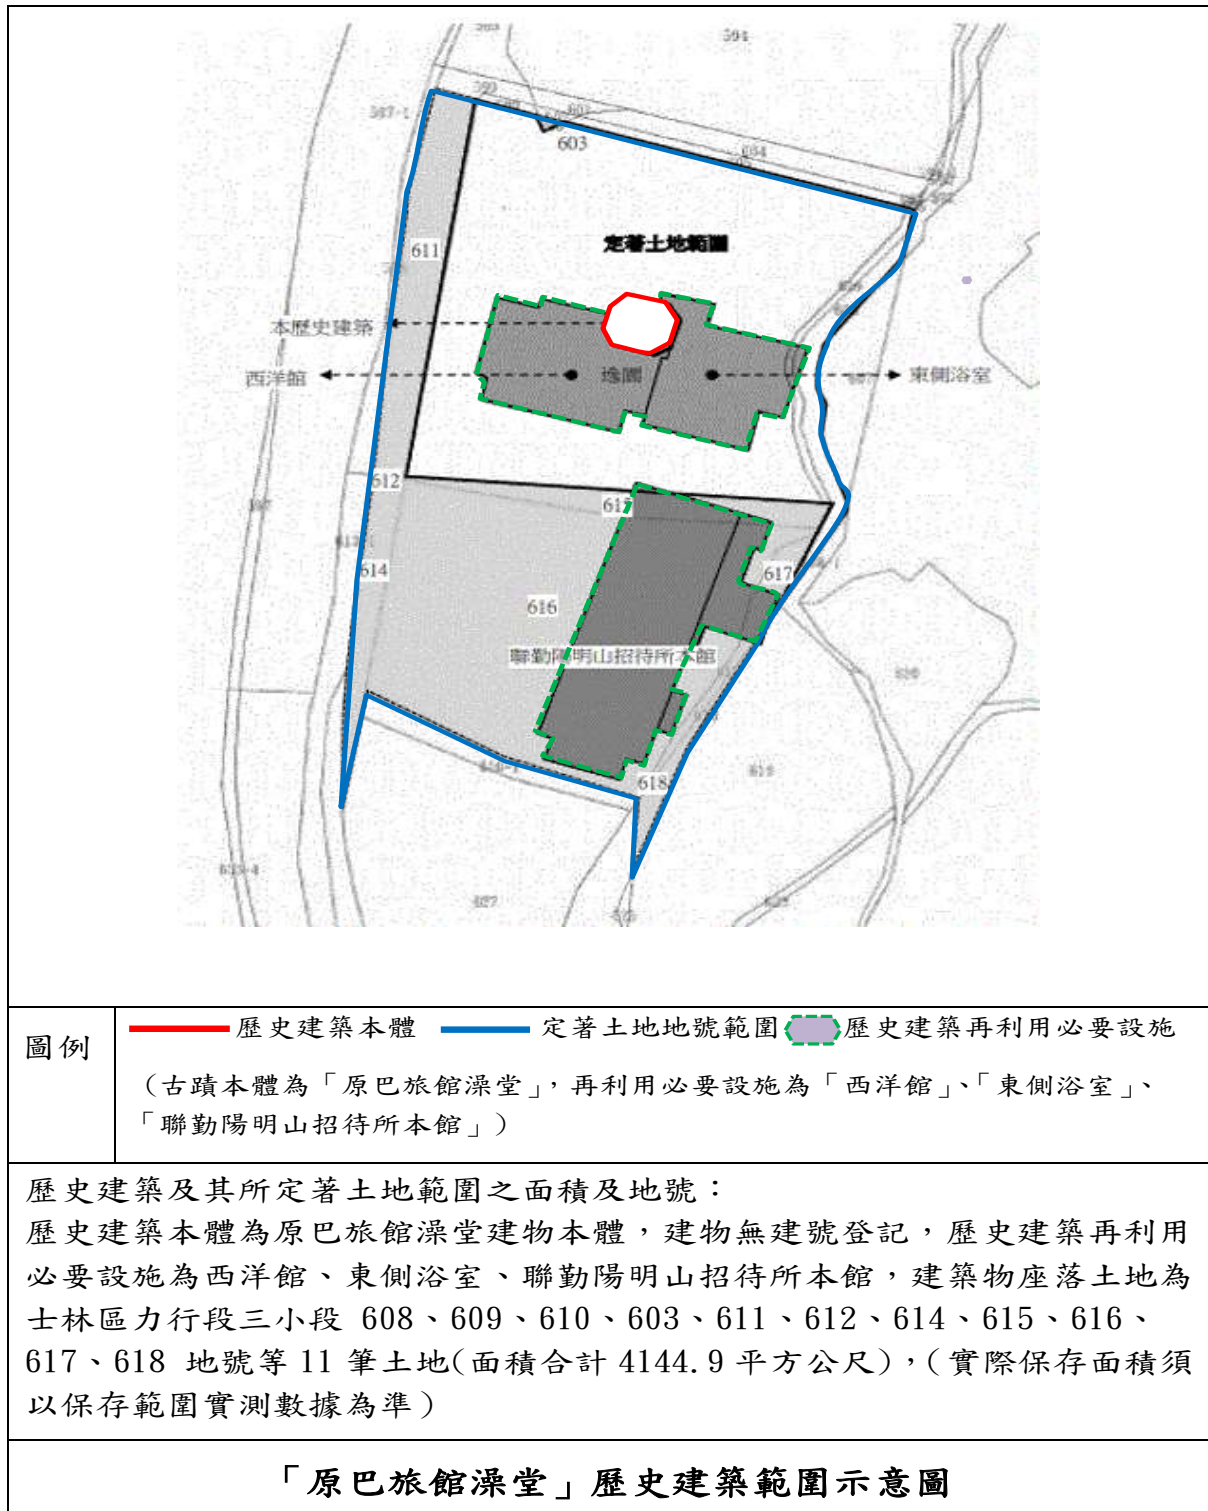 594
603
604
定著土地範圍
611
本歷史建築
西洋館
逸園
東側浴室
612
614
616
617
聯勤陽明山招待所本館
618
619
627
圖例
歷史建築本體 定著土地地號範圍 歷史建築再利用必要設施
（古蹟本體為「原巴旅館澡堂」，再利用必要設施為「西洋館」、「東側浴室」、
「聯勤陽明山招待所本館」）
歷史建築及其所定著土地範圍之面積及地號：
歷史建築本體為原巴旅館澡堂建物本體，建物無建號登記，歷史建築再利用
必要設施為西洋館、東側浴室、聯勤陽明山招待所本館，建築物座落土地為
士林區力行段三小段 608、609、610、603、611、612、614、615、616、
617、618 地號等 11 筆土地(面積合計 4144.9 平方公尺)，(實際保存面積須
以保存範圍實測數據為準)
「原巴旅館澡堂」歷史建築範圍示意圖